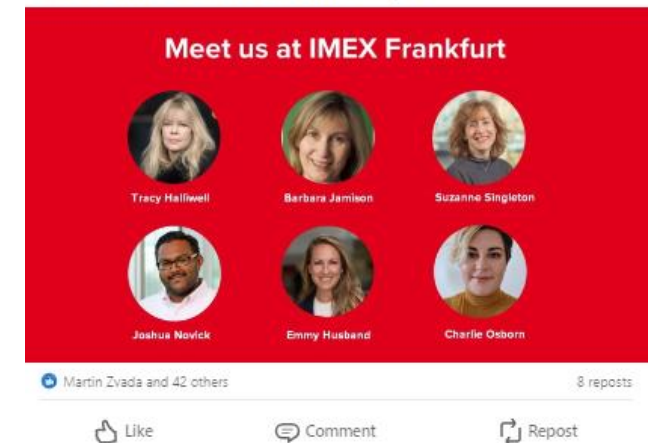 Meet us at IMEX Frankfurt
Tracy Halliwell
Barbara Jamison
Suzanne Singleton
Joshua Novick
Emmy Husband
Charlie Osborn
Martin Zvada and 42 others
8 reposts
Like
Comment
Repost